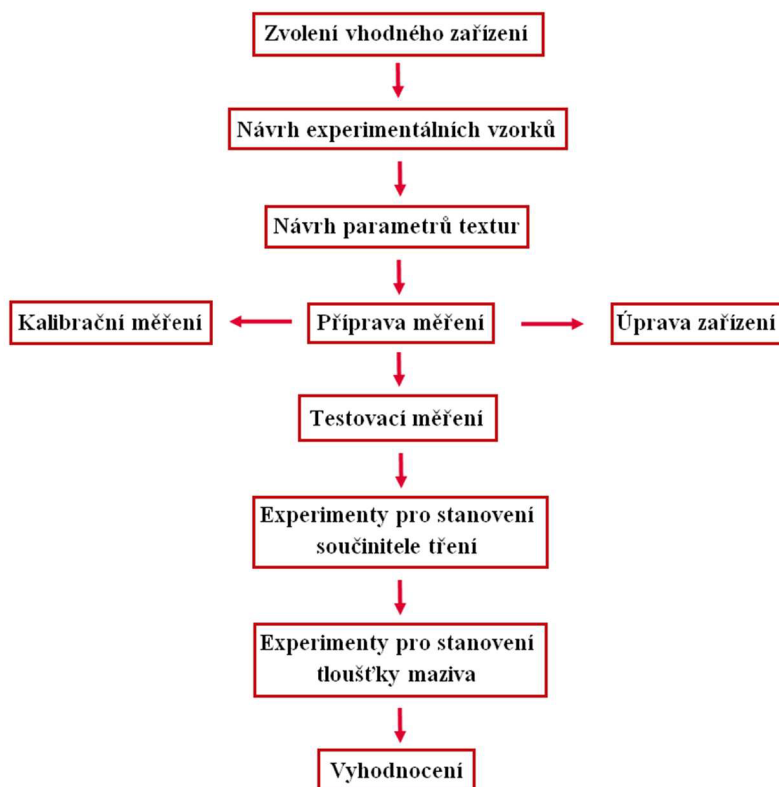 Zvolení vhodného zařízení
Návrh experimentálních vzorků
Návrh parametrů textur
Kalibrační měření
Příprava měření
Úprava zařízení
Testovací měření
Experimenty pro stanovení
součinitele tření
Experimenty pro stanovení
tloušťky maziva
Vyhodnocení